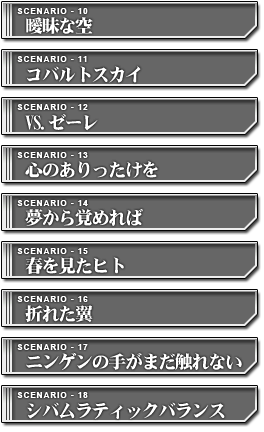 SCENARIO - 10
曖昧な空
SCENARIO - 11
コバルトスカイ
SCENARIO - 12
VS. ゼーレ
SCENARIO - 13
心のありったけを
SCENARIO - 14
夢から覚めれば
SCENARIO - 15
春を見たヒト
SCENARIO - 16
折れた翼
SCENARIO - 17
ニンゲンの手がまだ触れない
SCENARIO - 18
シバムラティックバランス